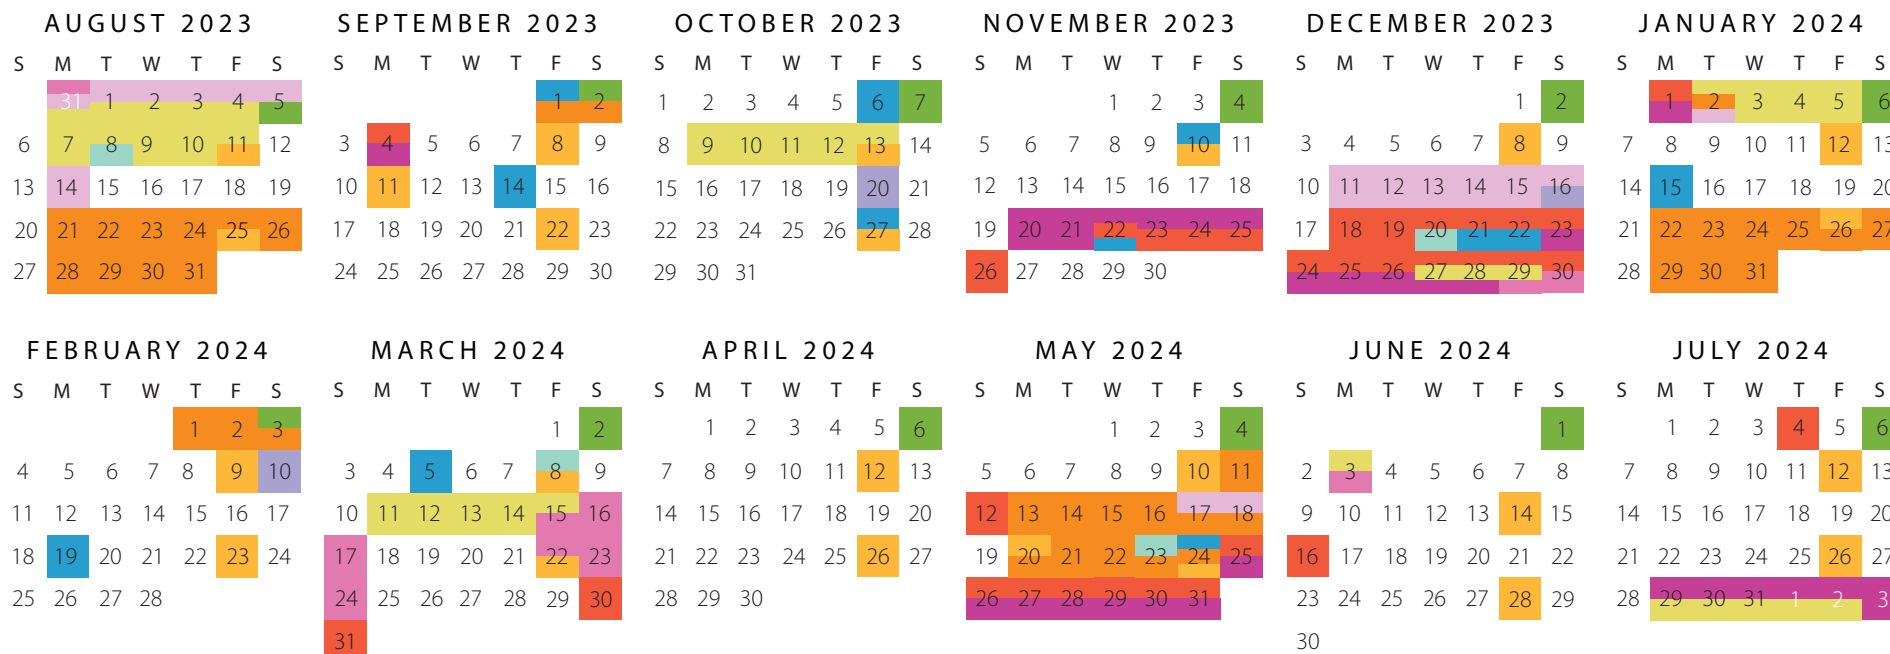 AUGUST 2023 SEPTEMBER 2023 OCTOBER 2023 NOVEMBER 2023 DECEMBER 2023 JANUARY 2024
S M T W T F S S M T W T F S S M T W T F S S M T W T F S S M T W T F S S M T W T F S
31 1 2 3 4 5 1 2 1 2 3 4 5 6 7 1 2 3 4 1 2 1 2 3 4 5 6
6 7 8 9 10 11 12 3 4 5 6 7 8 9 8 9 10 11 12 13 14 5 6 7 8 9 10 11 3 4 5 6 7 8 9 7 8 9 10 11 12 13
13 14 15 16 17 18 19 10 11 12 13 14 15 16 15 16 17 18 19 20 21 12 13 14 15 16 17 18 10 11 12 13 14 15 16 14 15 16 17 18 19 20
20 21 22 23 24 25 26 17 18 19 20 21 22 23 22 23 24 25 26 27 28 19 20 21 22 23 24 25 17 18 19 20 21 22 23 21 22 23 24 25 26 27
27 28 29 30 31 24 25 26 27 28 29 30 29 30 31 26 27 28 29 30 24 25 26 27 28 29 30 28 29 30 31
FEBRUARY 2024 MARCH 2024 APRIL 2024 MAY 2024 JUNE 2024 JULY 2024
S M T W T F S S M T W T F S S M T W T F S S M T W T F S S M T W T F S S M T W T F S
1 2 3 1 2 1 2 3 4 5 6 1 2 3 4 1 1 2 3 4 5 6
4 5 6 7 8 9 10 3 4 5 6 7 8 9 7 8 9 10 11 12 13 5 6 7 8 9 10 11 2 3 4 5 6 7 8 7 8 9 10 11 12 13
11 12 13 14 15 16 17 10 11 12 13 14 15 16 14 15 16 17 18 19 20 12 13 14 15 16 17 18 9 10 11 12 13 14 15 14 15 16 17 18 19 20
18 19 20 21 22 23 24 17 18 19 20 21 22 23 21 22 23 24 25 26 27 19 20 21 22 23 24 25 16 17 18 19 20 21 22 21 22 23 24 25 26 27
25 26 27 28 24 25 26 27 28 29 30 28 29 30 26 27 28 29 30 31 23 24 25 26 27 28 29 28 29 30 31 1 2 3
31 30